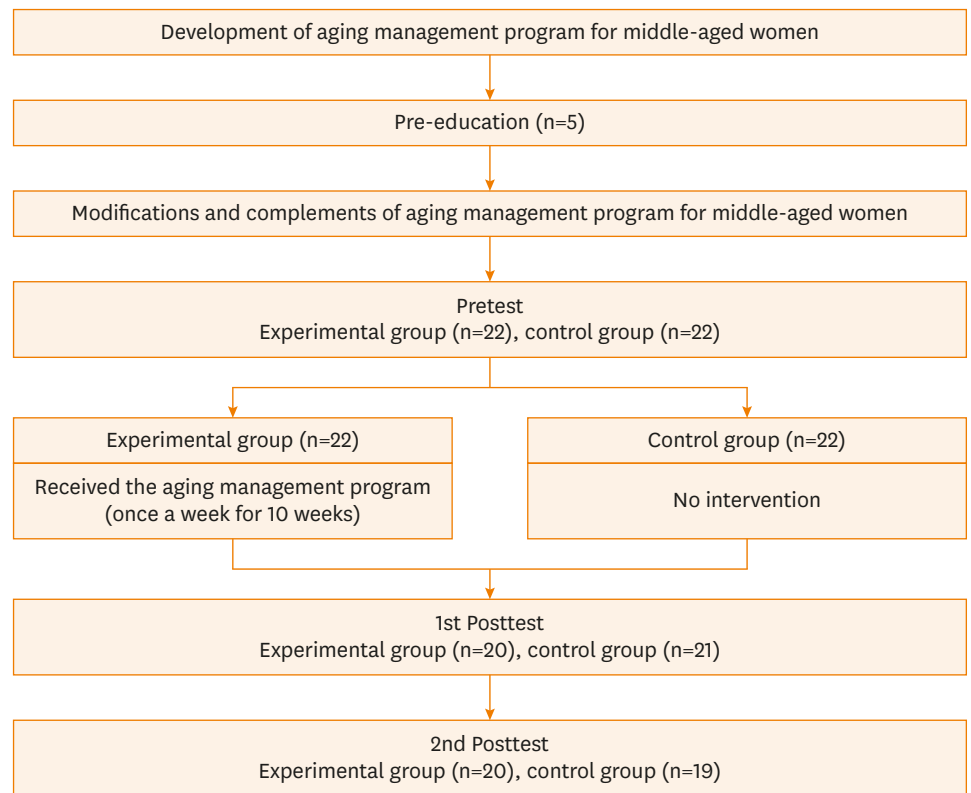 Development of aging management program for middle-aged women
Pre-education (n=5)
Modifications and complements of aging management program for middle-aged women
Pretest
Experimental group (n=22), control group (n=22)
Experimental group (n=22)
Received the aging management program
(once a week for 10 weeks)
Control group (n=22)
No intervention
1st Posttest
Experimental group (n=20), control group (n=21)
2nd Posttest
Experimental group (n=20), control group (n=19)